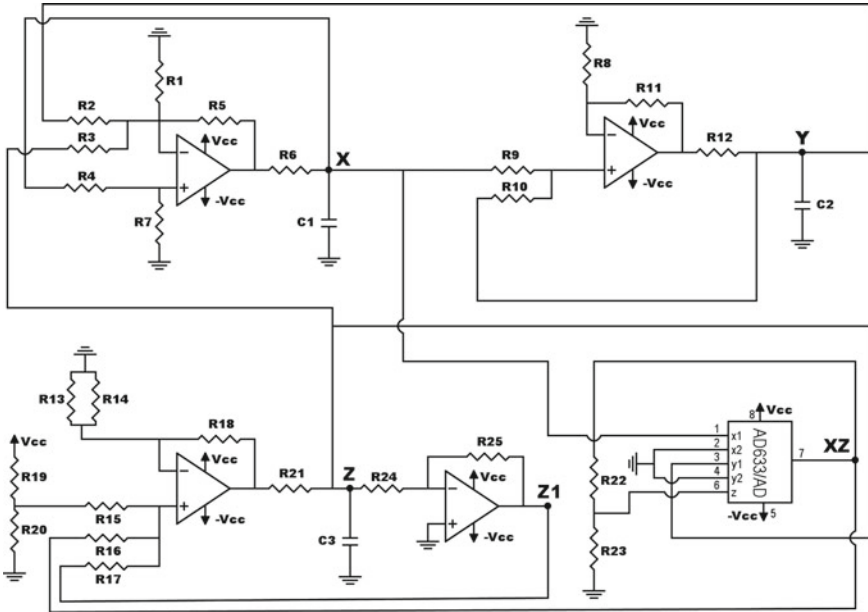 R1
R2
R5
R3
Vcc
R6
X
R4
-Vcc
R7
C1
R8
R11
Vcc
R12
Y
R9
R10
-Vcc
C2
R13
R14
Vcc
R18
Vcc
R19
R21
Z
R24
R25
Vcc
Z1
R15
R20
-Vcc
R16
R17
C3
-Vcc
8
Vcc
1
x1
2
x2
3
y1
4
y2
6
z
AD633/AD
7
XZ
R22
-Vcc
5
R23